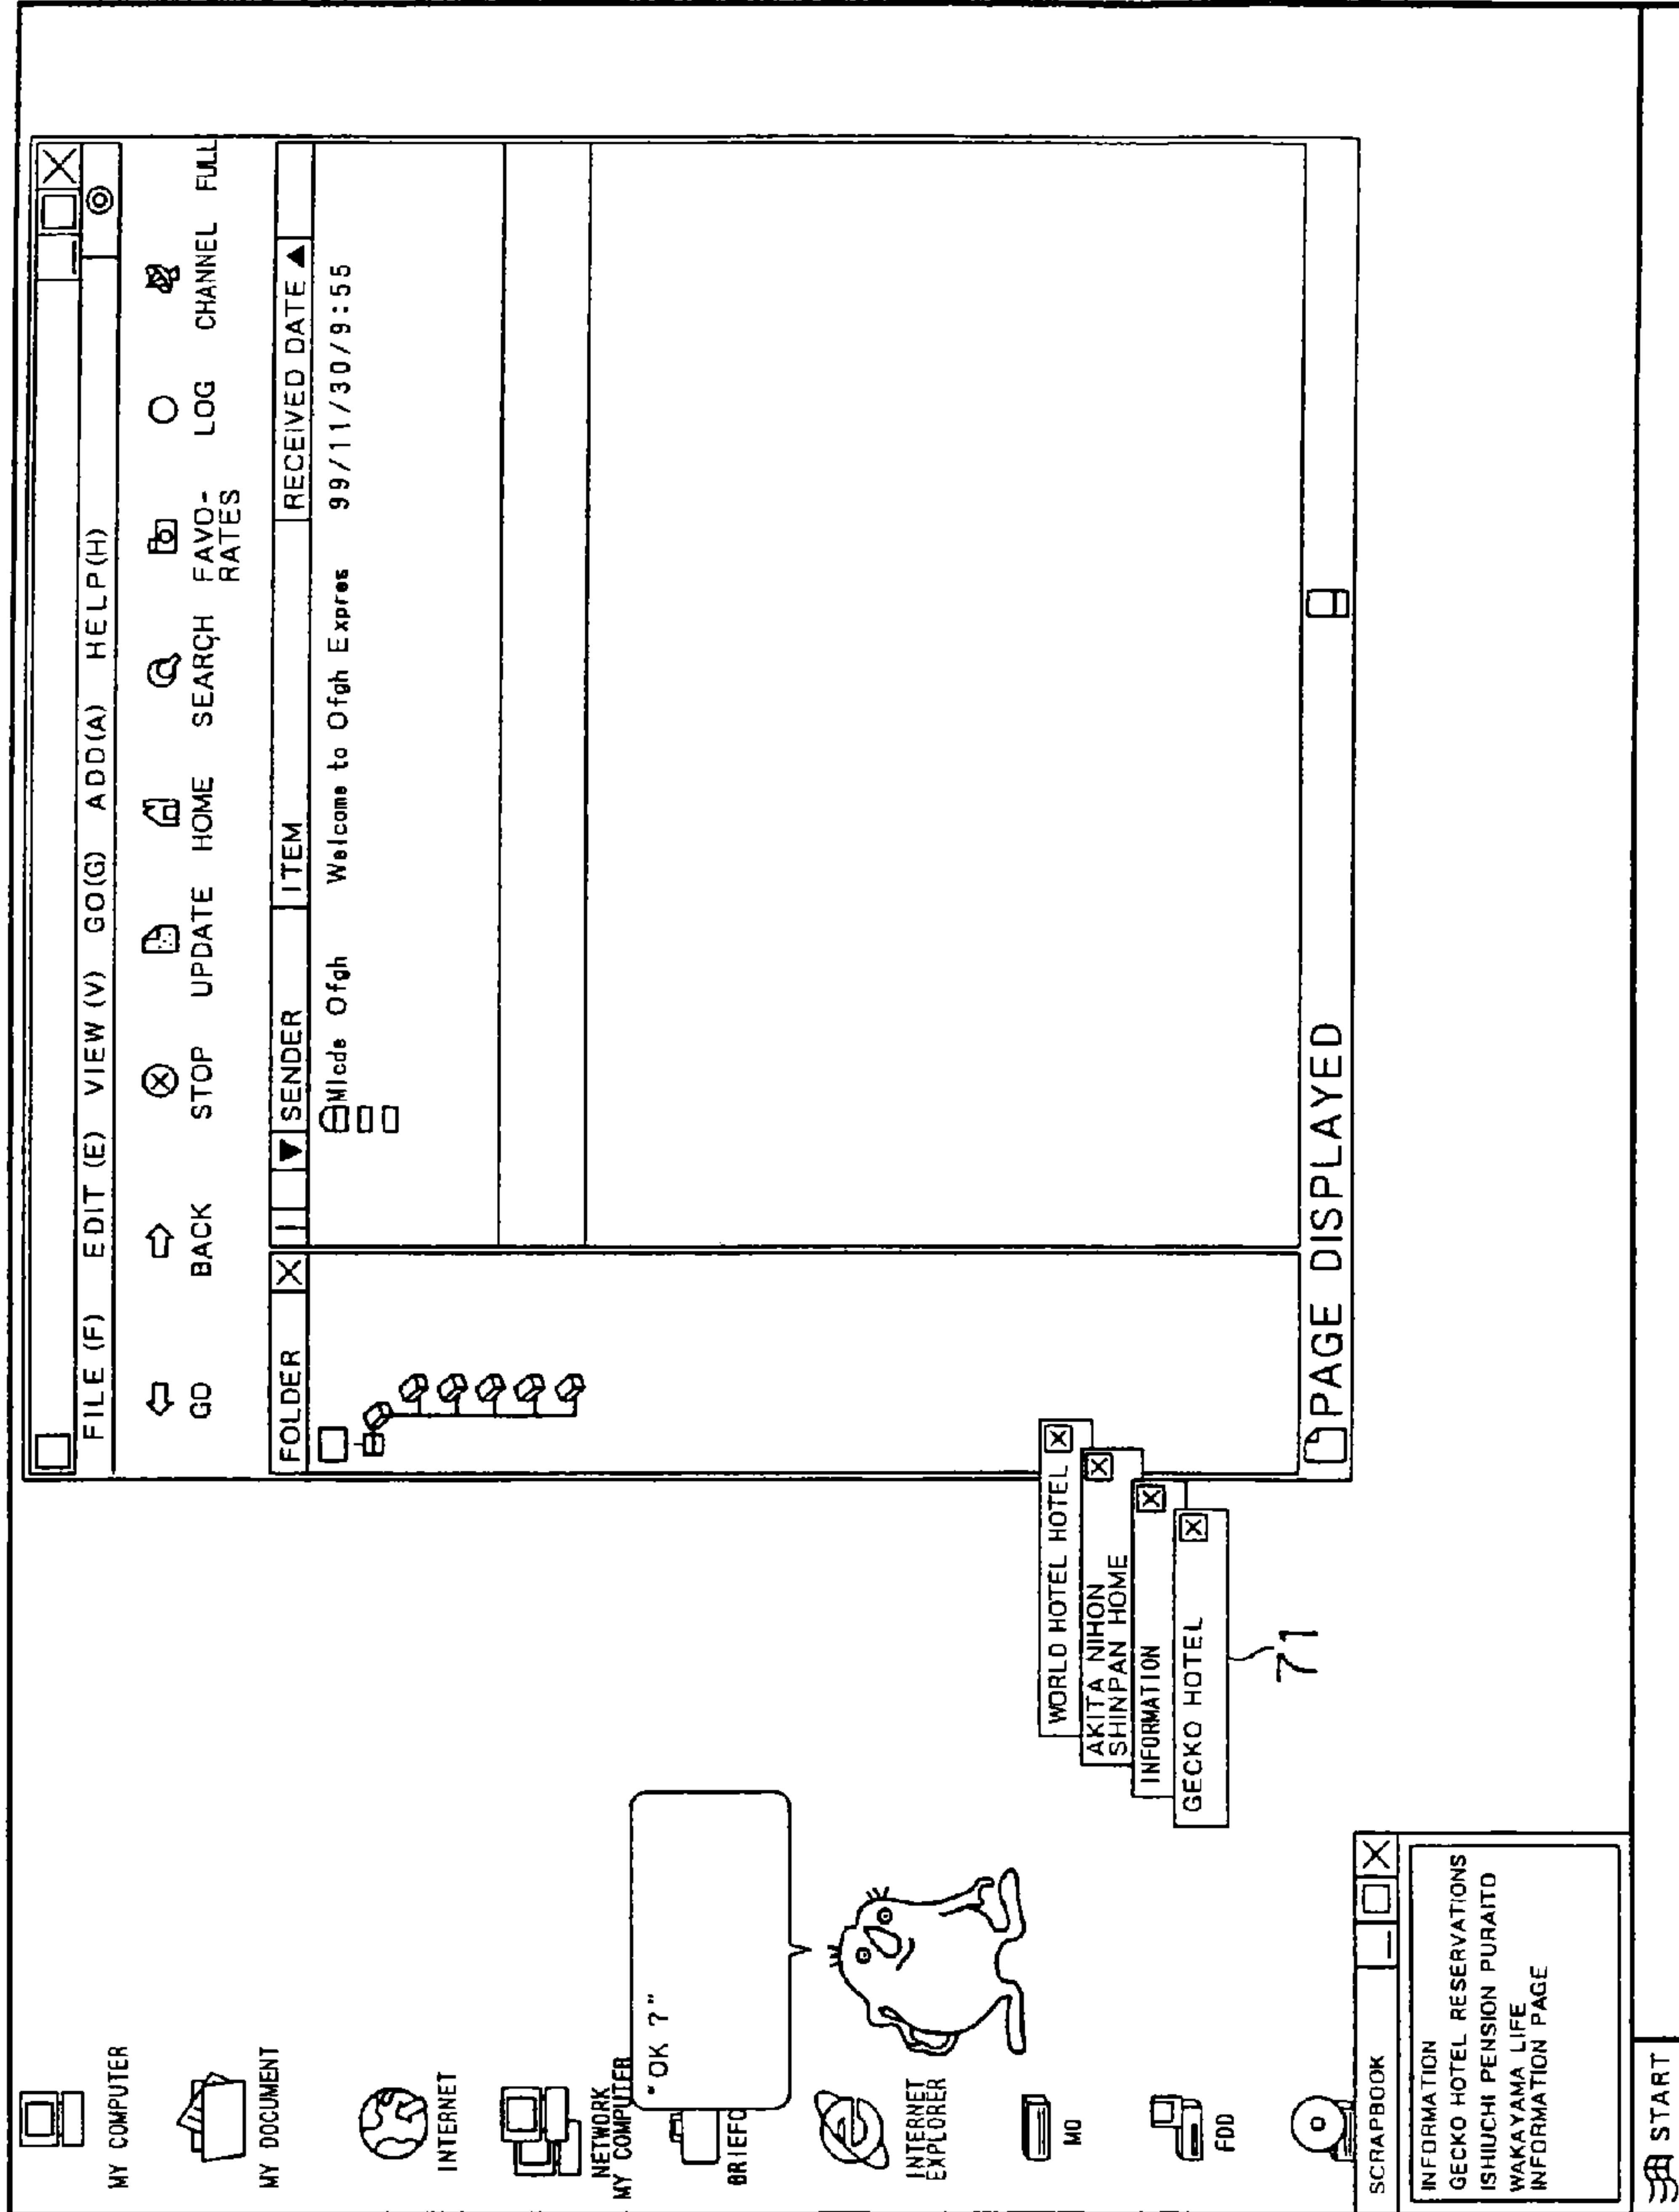 MY COMPUTER
MY DOCUMENT
INTERNET
NETWORK
MY COMPUTER
BRIEFC
INTERNET
EXPLORER
MO
FDD
"OK ?"
FILE (F) EDIT (E) VIEW (V) GO(G) ADD(A) HELP(H)
GO BACK STOP UPDATE HOME SEARCH FAVO-
RATES LOG CHANNEL FULL
FOLDER X
SENDER ITEM RECEIVED DATE ▲
Micde Ofgh Welcome to Ofgh Expres 99/11/30/9:55
WORLD HOTEL HOTEL X
AKITA NIHON X
SHINPAN HOME
INFORMATION X
GECKO HOTEL X
71
PAGE DISPLAYED
SCRAPBOOK
INFORMATION
GECKO HOTEL RESERVATIONS
ISHIUCHI PENSION PURAITO
WAKAYAMA LIFE
INFORMATION PAGE
START